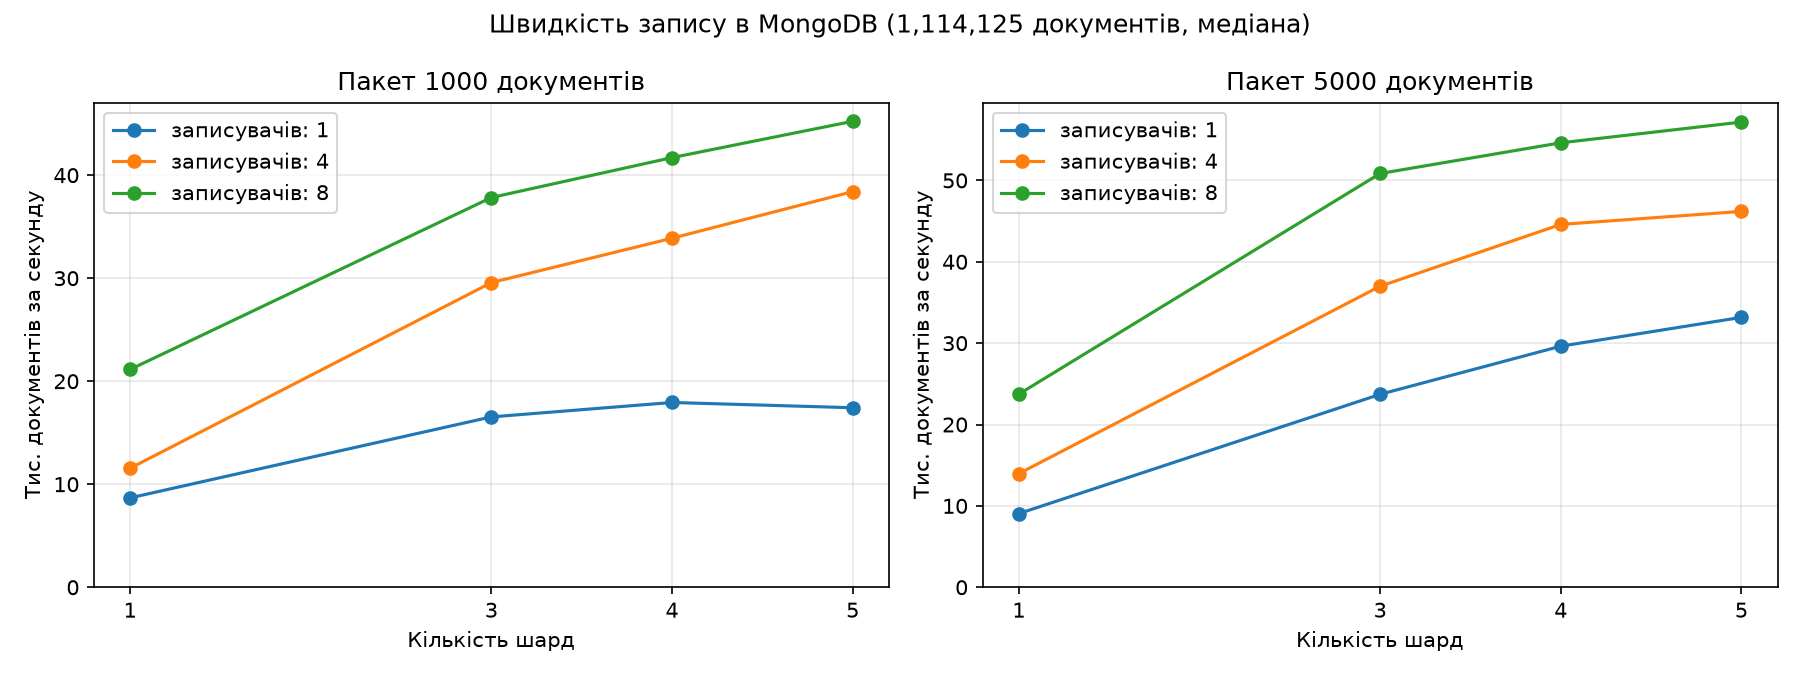 Швидкість запису в MongoDB (1,114,125 документів, медіана)
Пакет 1000 документів
записувачів: 1
записувачів: 4
записувачів: 8
Тис. документів за секунду
40
30
20
10
0
1 3 4 5
Кількість шард
Пакет 5000 документів
записувачів: 1
записувачів: 4
записувачів: 8
Тис. документів за секунду
50
40
30
20
10
0
1 3 4 5
Кількість шард